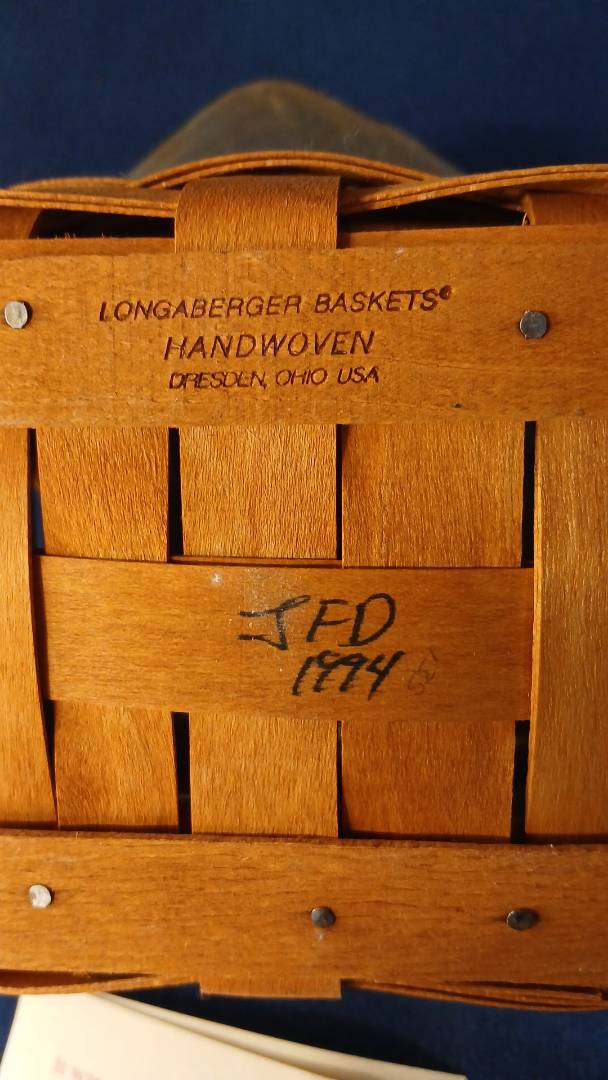 LONGABERGER BASKETS®
HANDWOVEN
DRESDEN, OHIO USA
JFD
1994